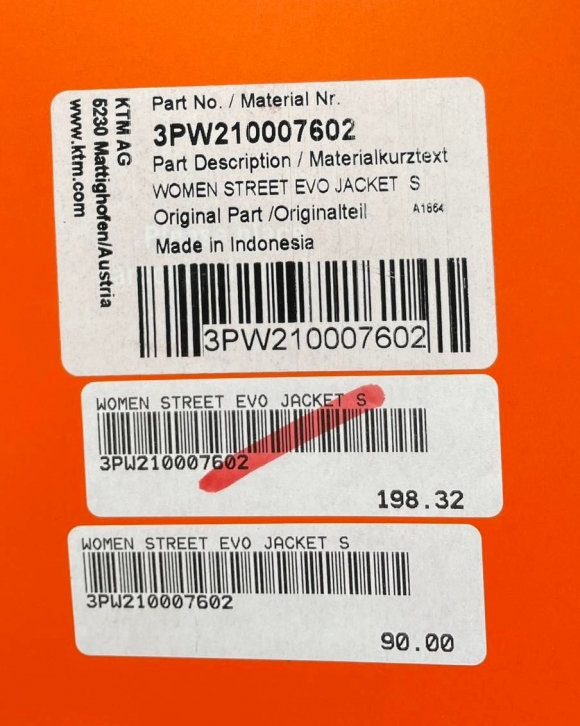 KTM AG
5230 Mattighofen/Austria
www.ktm.com
Part No. / Material Nr.
3PW210007602
Part Description / Materialkurztext
WOMEN STREET EVO JACKET S
Original Part /Originalteil A1864
Made in Indonesia
3PW210007602
WOMEN STREET EVO JACKET S
3PW210007602
198.32
WOMEN STREET EVO JACKET S
3PW210007602
90.00